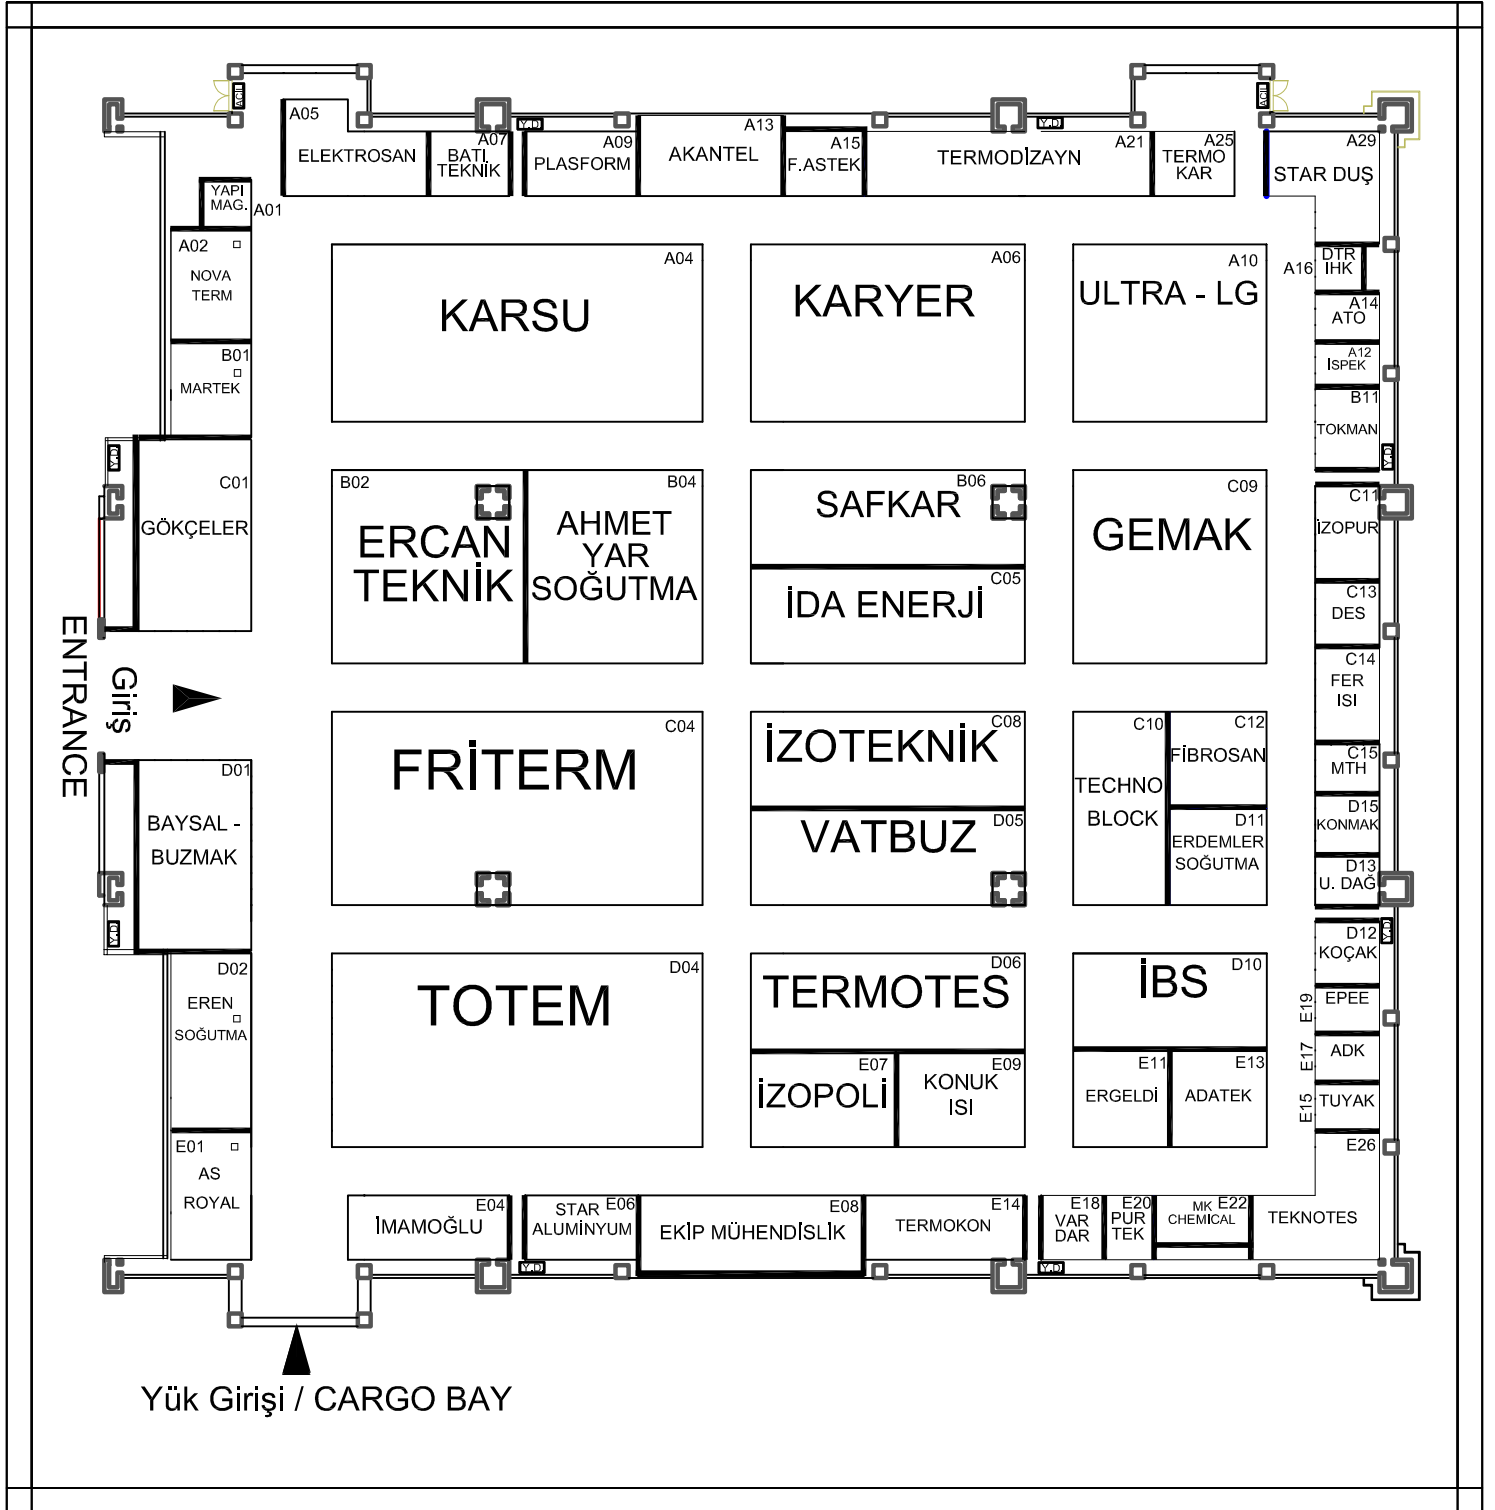 ACİL
ACİL
A05
ELEKTROSAN
A07
BATI
TEKNİK
Y.D
A09
PLASFORM
A13
AKANTEL
A15
F.ASTEK
Y.D
A21
TERMODİZAYN
A25
TERMO
KAR
A29
STAR DUŞ
YAPI
MAG.
A01
A02
NOVA
TERM
B01
MARTEK
A04
KARSU
A06
KARYER
A10
ULTRA - LG
A16
DTR
IHK
A14
ATO
A12
İSPEK
B11
TOKMAN
Y.D
Y.D
C01
GÖKÇELER
B02
ERCAN
TEKNİK
B04
AHMET
YAR
SOĞUTMA
B06
SAFKAR
C05
İDA ENERJİ
C09
GEMAK
C11
İZOPUR
C13
DES
C14
FER
ISI
ENTRANCE
Giriş
C04
FRİTERM
C08
İZOTEKNİK
D05
VATBUZ
C10
TECHNO
BLOCK
C12
FİBROSAN
D11
ERDEMLER
SOĞUTMA
C15
MTH
D15
KONMAK
D13
U. DAĞ
D01
BAYSAL -
BUZMAK
Y.D
Y.D
D02
EREN
SOĞUTMA
D04
TOTEM
D06
TERMOTES
E07
İZOPOLİ
E09
KONUK
ISI
D10
İBS
E11
ERGELDİ
E13
ADATEK
D12
KOÇAK
E19
EPEE
E17
ADK
E15
TUYAK
E01
AS
ROYAL
E04
İMAMOĞLU
E06
STAR
ALUMİNYUM
E08
EKİP MÜHENDİSLİK
E14
TERMOKON
E18
VAR
DAR
E20
PUR
TEK
E22
MK
CHEMICAL
E26
TEKNOTES
Y.D
Y.D
Yük Girişi / CARGO BAY